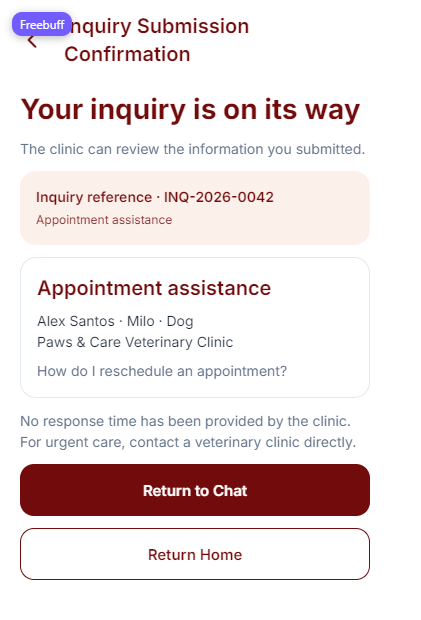 Freebuff
nquiry Submission
Confirmation
Your inquiry is on its way
The clinic can review the information you submitted.
Inquiry reference · INQ-2026-0042
Appointment assistance
Appointment assistance
Alex Santos · Milo · Dog
Paws & Care Veterinary Clinic
How do I reschedule an appointment?
No response time has been provided by the clinic.
For urgent care, contact a veterinary clinic directly.
Return to Chat
Return Home